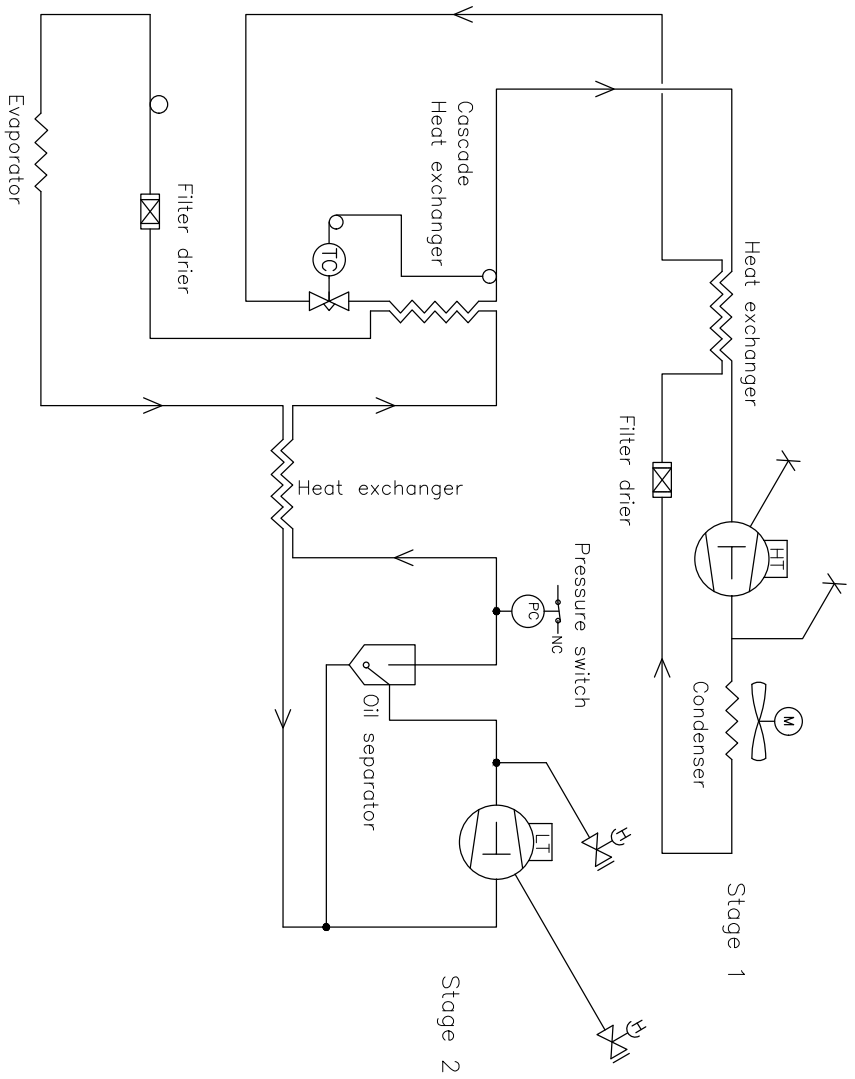 Stage 1
Condenser
M
HT
Filter drier
Heat exchanger
Stage 2
LT
H
H
Oil separator
Pressure switch
PC
NC
Heat exchanger
Cascade
Heat exchanger
TC
Filter drier
Evaporator